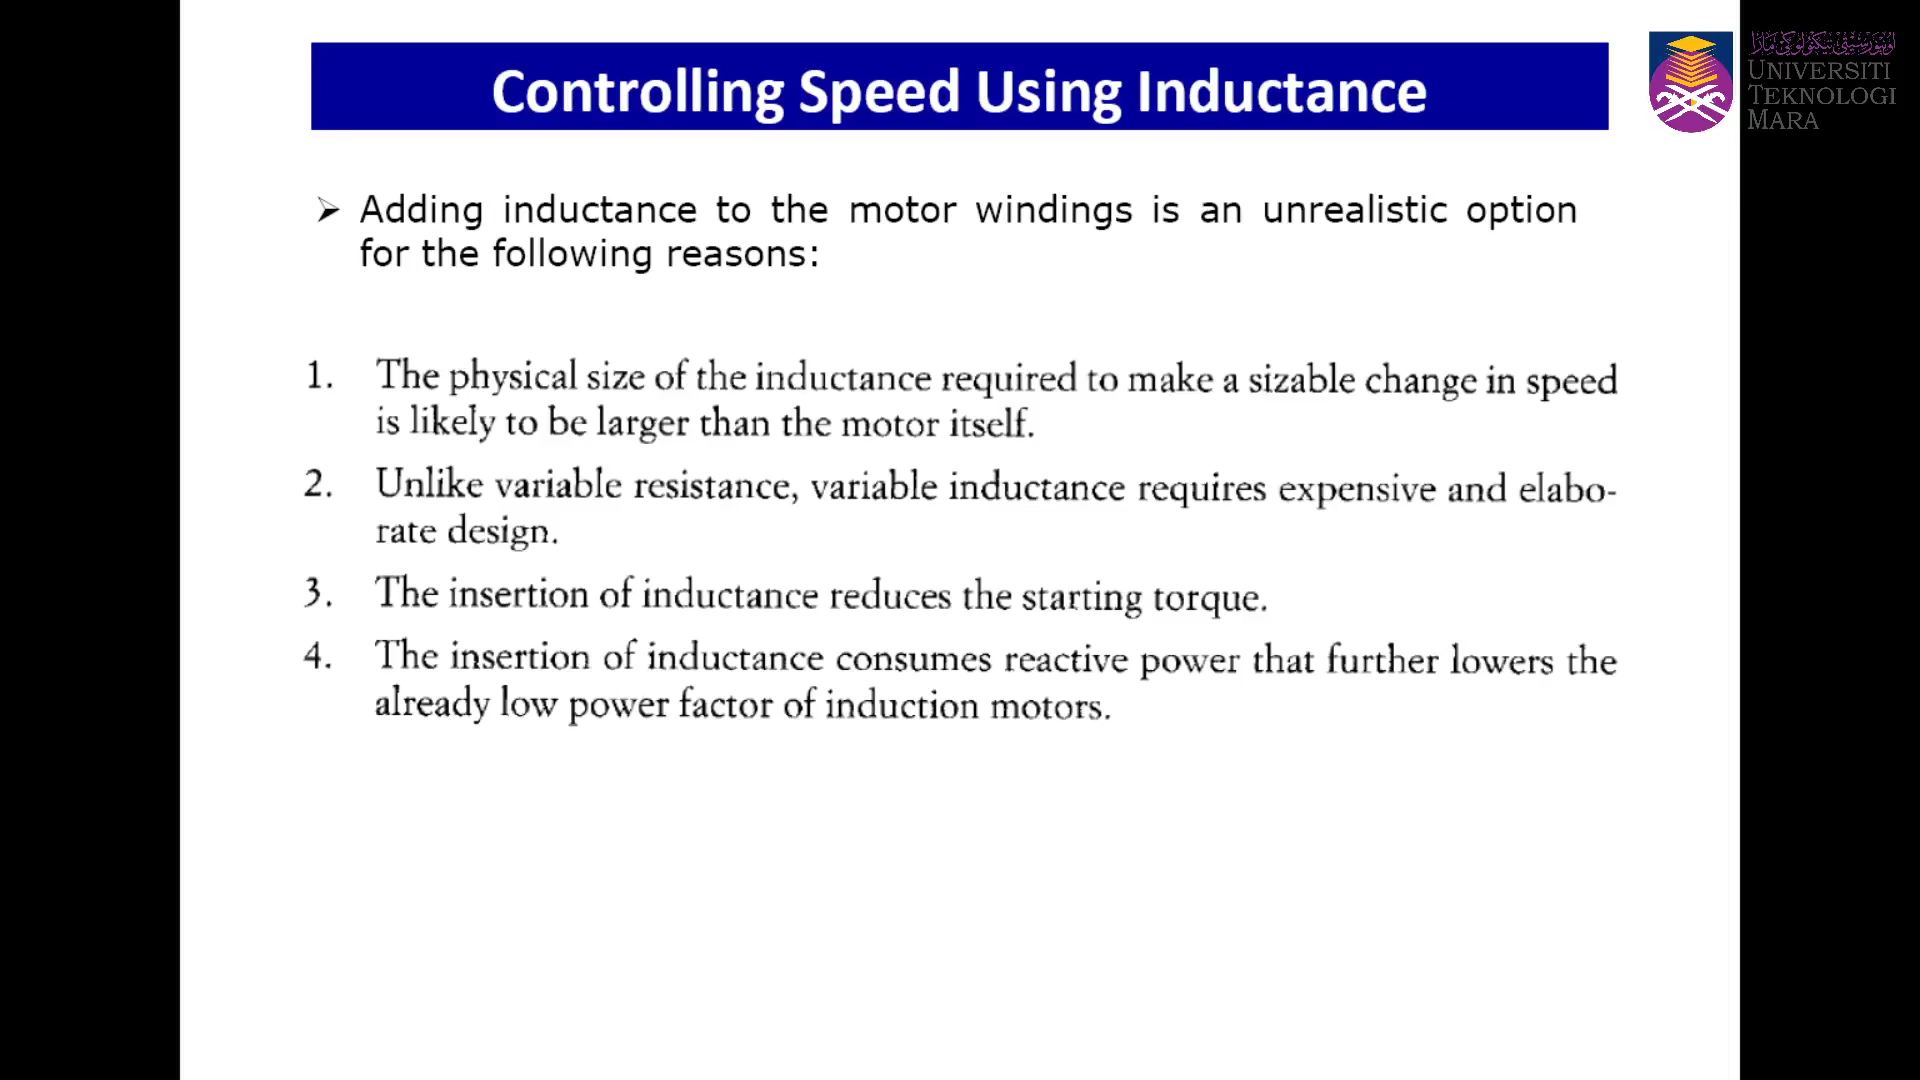 Controlling Speed Using Inductance
اونيۏرسيتي تيكنولوڬي مارا
UNIVERSITI
TEKNOLOGI
MARA
➢ Adding inductance to the motor windings is an unrealistic option
for the following reasons:
1. The physical size of the inductance required to make a sizable change in speed
is likely to be larger than the motor itself.
2. Unlike variable resistance, variable inductance requires expensive and elabo-
rate design.
3. The insertion of inductance reduces the starting torque.
4. The insertion of inductance consumes reactive power that further lowers the
already low power factor of induction motors.